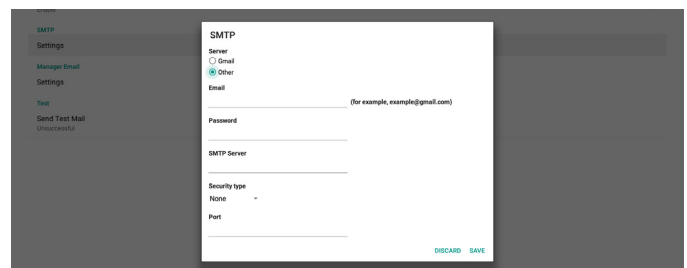 Enable
SMTP
Settings
Manager Email
Settings
Test
Send Test Mail
Unsuccessful
SMTP
Server
Gmail
Other
Email
(for example, example@gmail.com)
Password
SMTP Server
Security type
None
Port
DISCARD SAVE